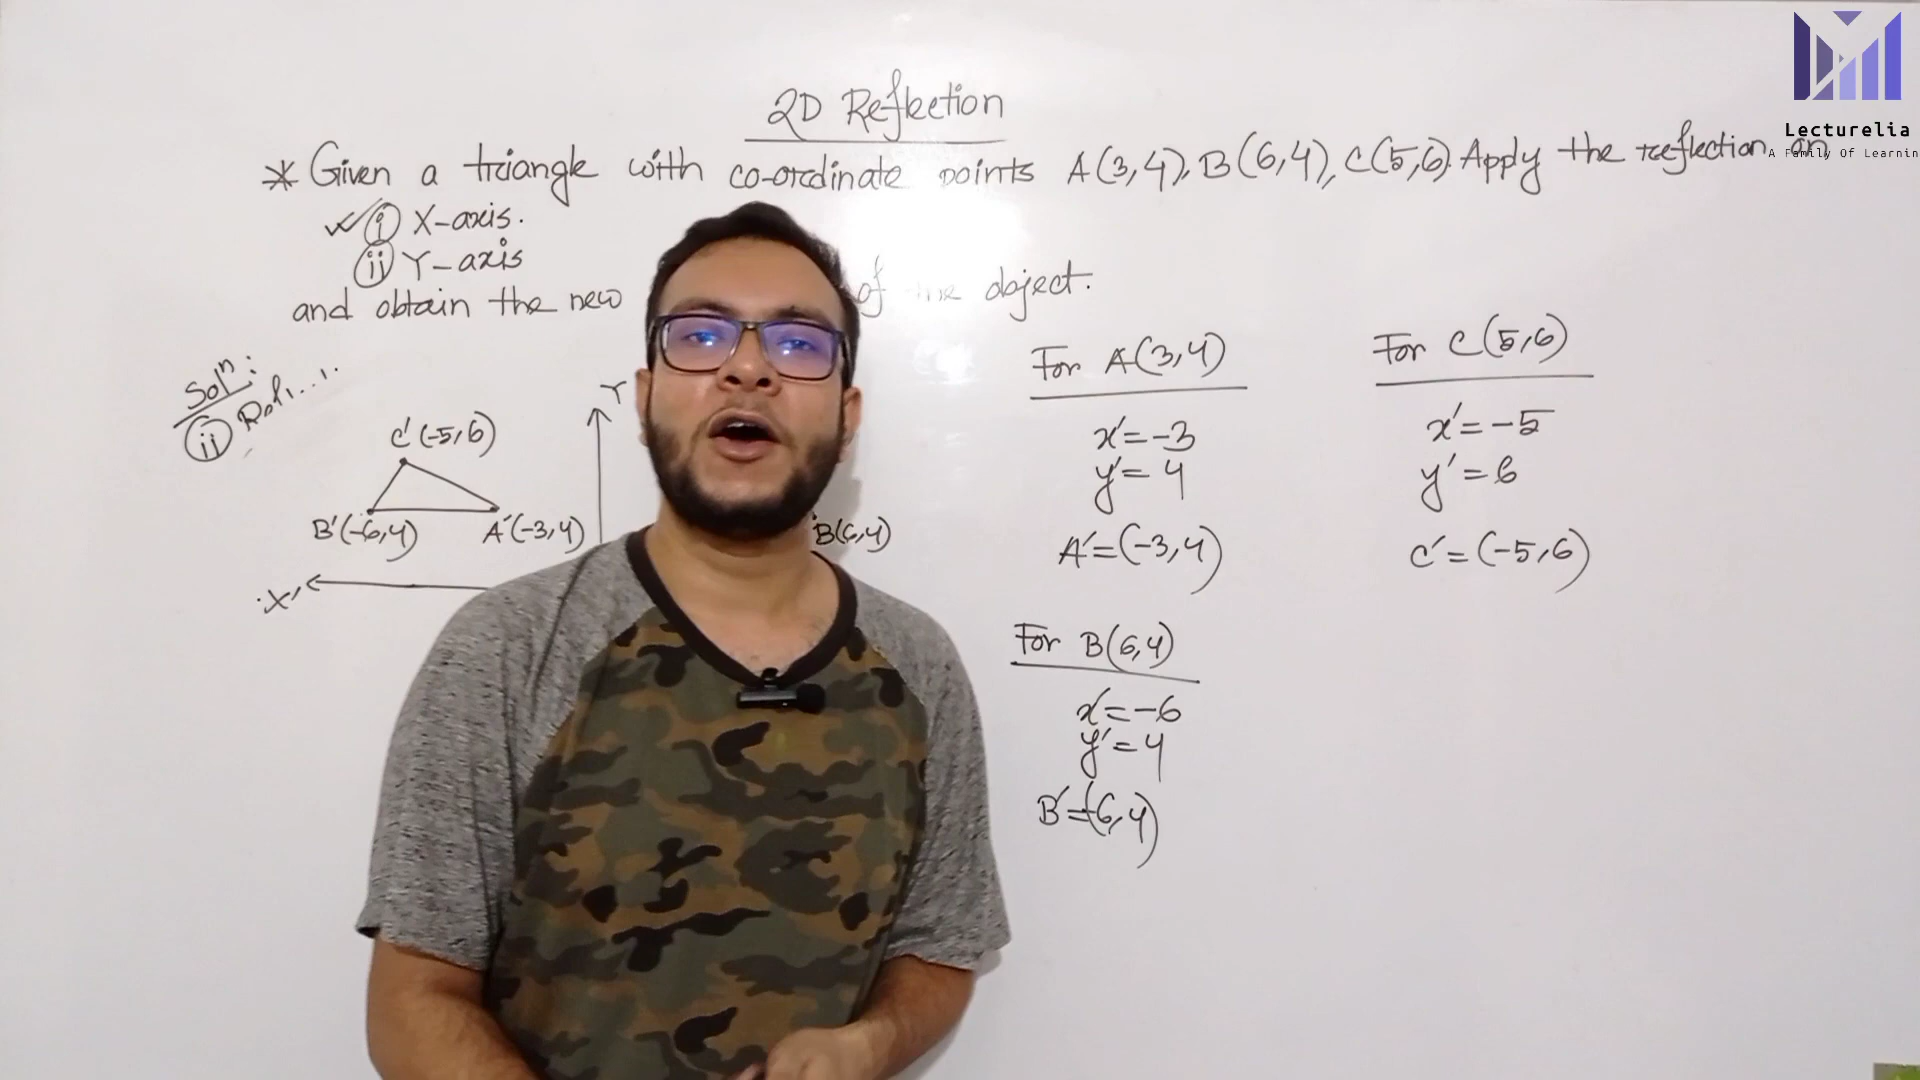 Lecturelia
A Family Of Learnin
2D Reflection
* Given a triangle with co-ordinate points A(3,4), B(6,4), C(5,6). Apply the reflection on
i) X-axis.
ii) Y-axis
and obtain the new of the object.
Solⁿ:
ii)
Y
C'(-5,6)
B'(-6,4)
A'(-3,4)
B(6,4)
X'
For A(3,4)
x'=-3
y'=4
A'=(-3,4)
For B(6,4)
x'=-6
y'=4
B'=(-6,4)
For C(5,6)
x'=-5
y'=6
C'=(-5,6)